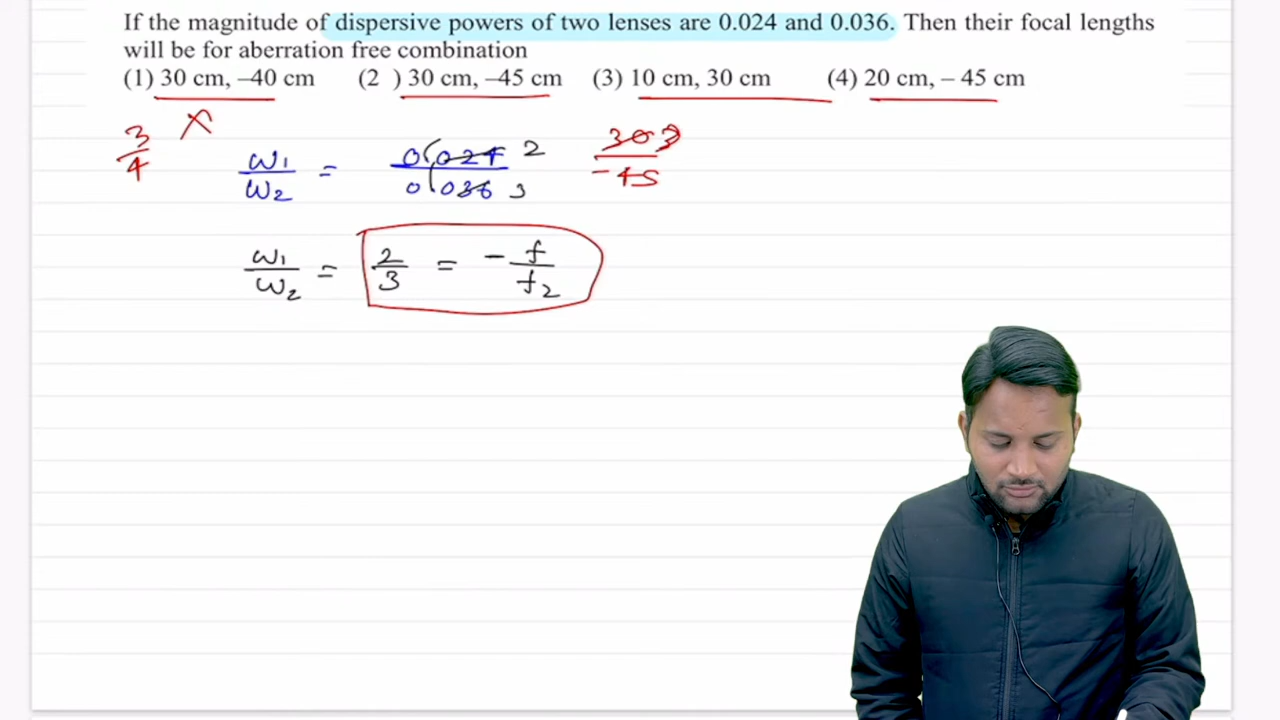 If the magnitude of dispersive powers of two lenses are 0.024 and 0.036. Then their focal lengths
will be for aberration free combination
(1) 30 cm, –40 cm (2 ) 30 cm, –45 cm (3) 10 cm, 30 cm (4) 20 cm, – 45 cm
3/4 X
ω1/ω2 = 0.024/0.036 2/3
-45
ω1/ω2 = 2/3 = - f/f2